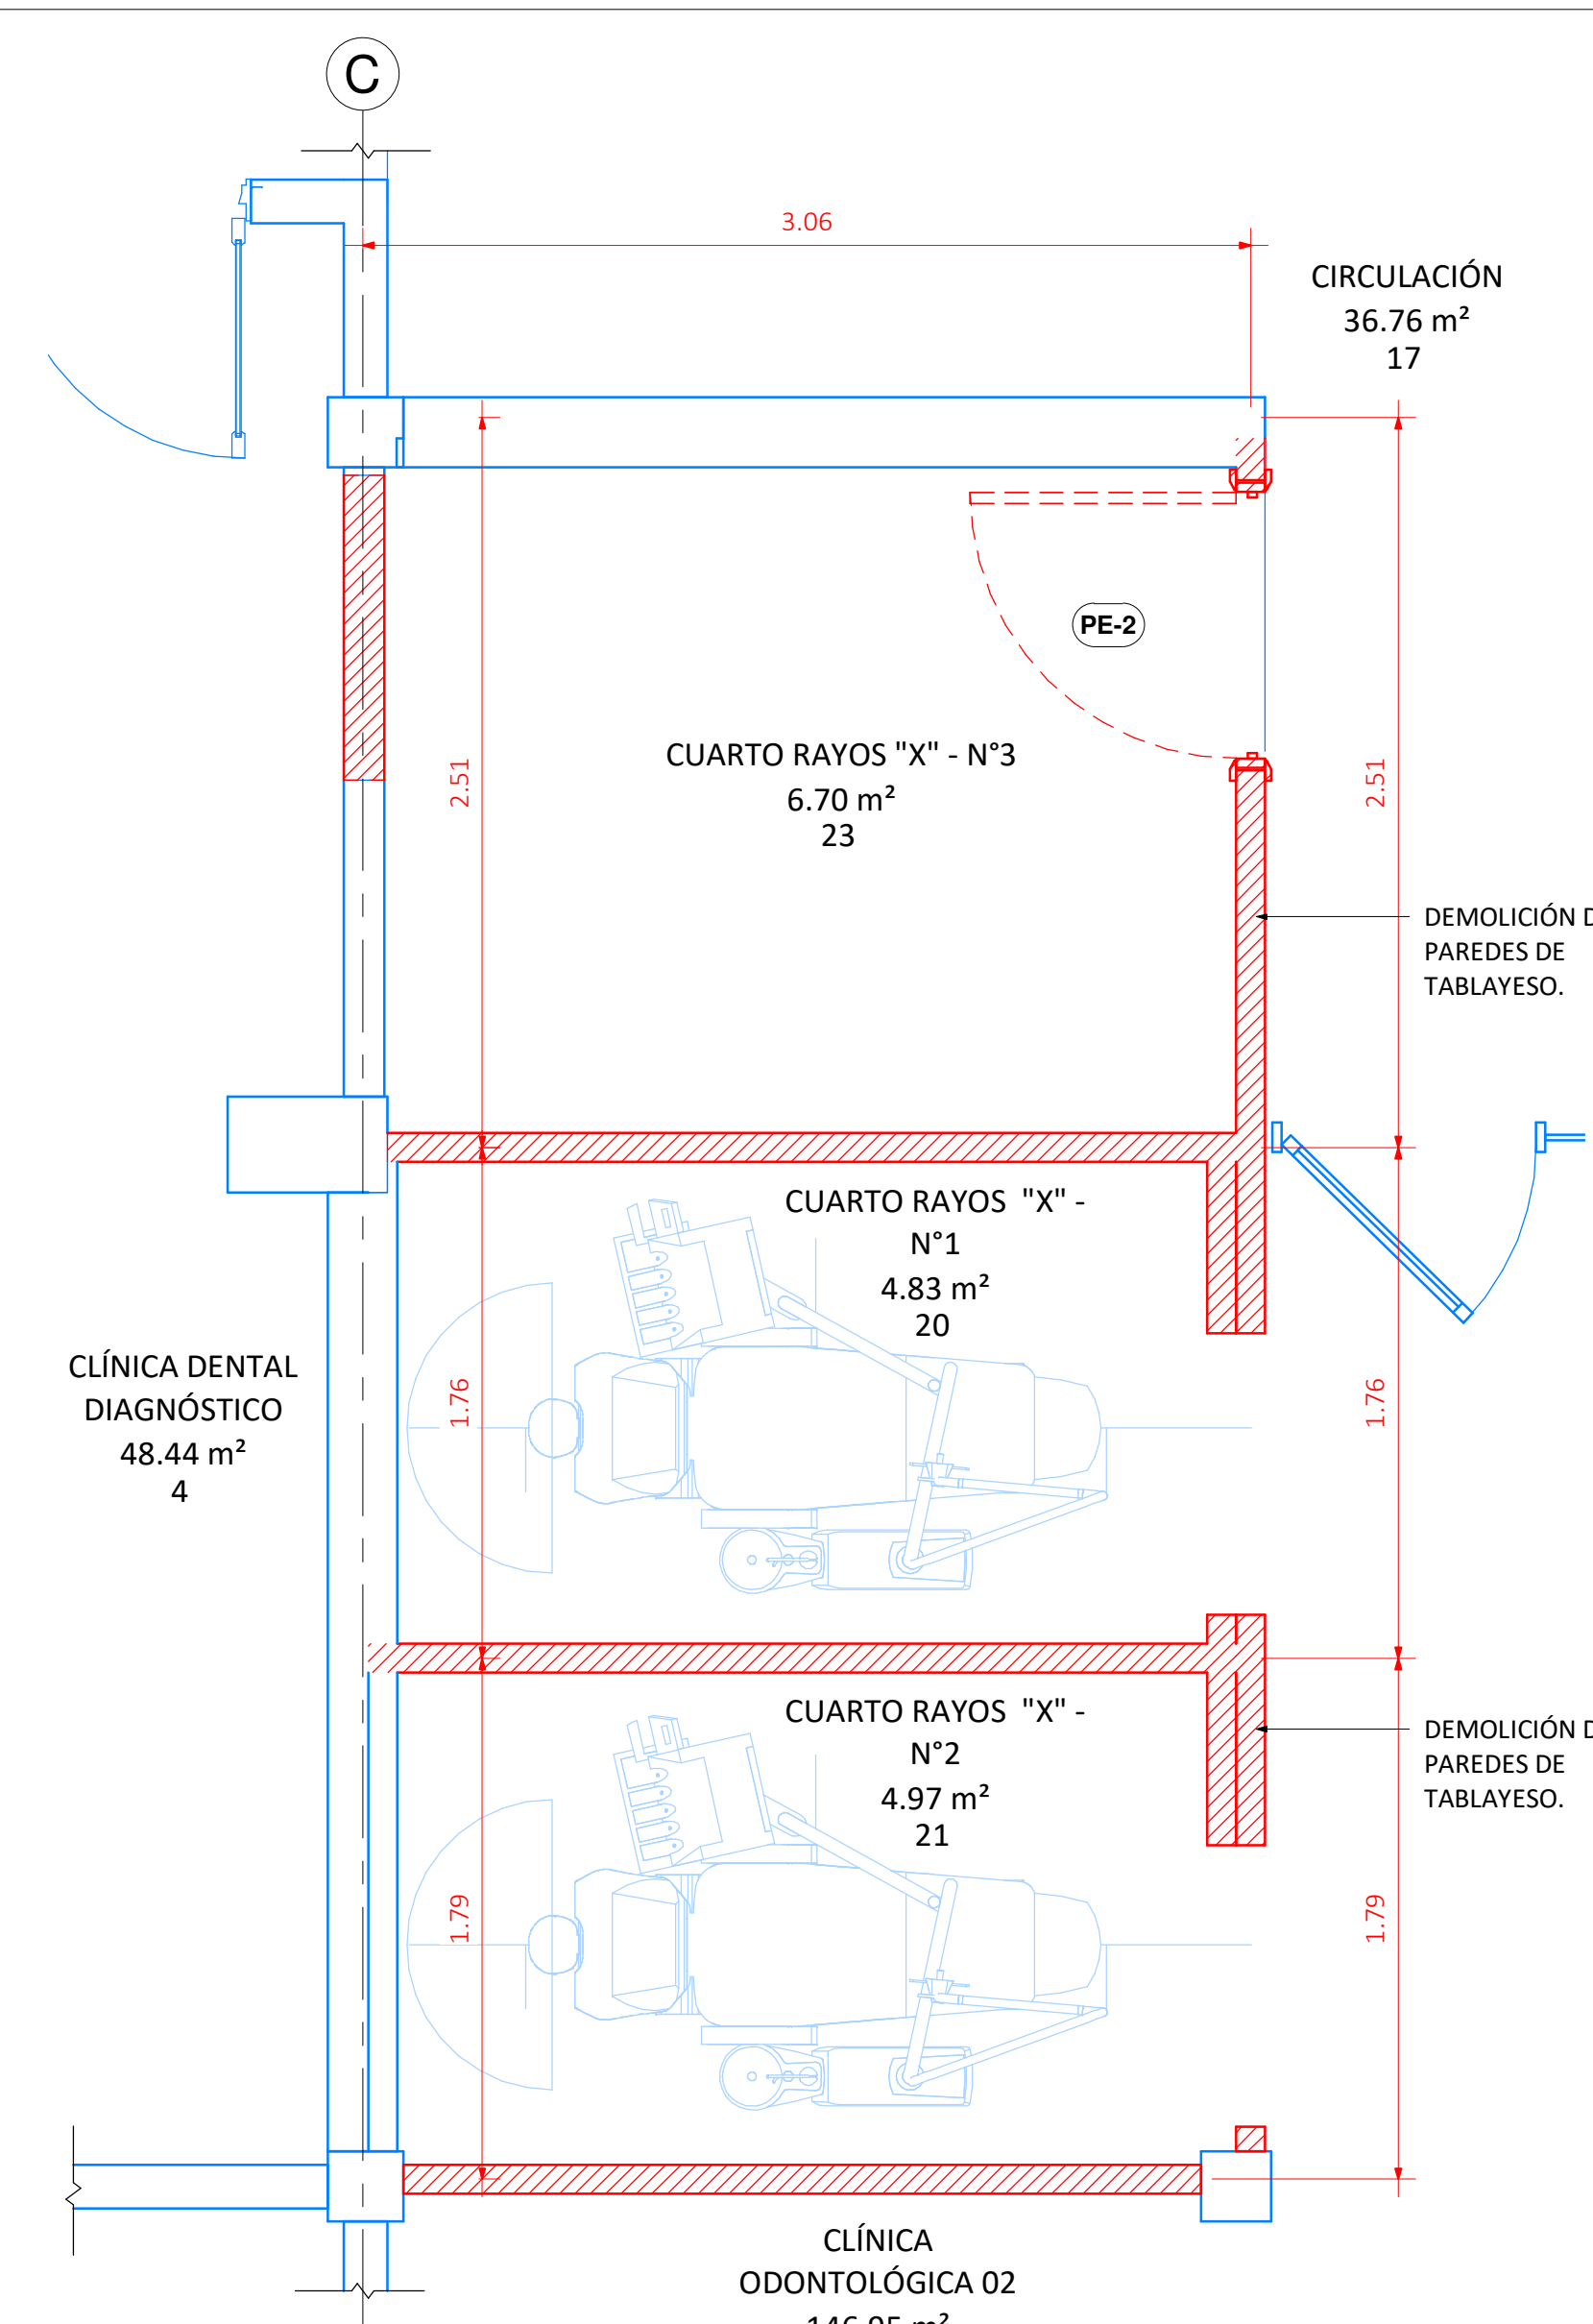 C
3.06
CIRCULACIÓN
36.76 m²
17
PE-2
CUARTO RAYOS "X" - N°3
6.70 m²
23
2.51
2.51
DEMOLICIÓN
PAREDES DE
TABLAYESO.
CUARTO RAYOS "X" -
N°1
4.83 m²
20
CLÍNICA DENTAL
DIAGNÓSTICO
48.44 m²
4
1.76
1.76
CUARTO RAYOS "X" -
N°2
4.97 m²
21
DEMOLICIÓN
PAREDES DE
TABLAYESO.
1.79
1.79
CLÍNICA
ODONTOLÓGICA 02
146.95 m²